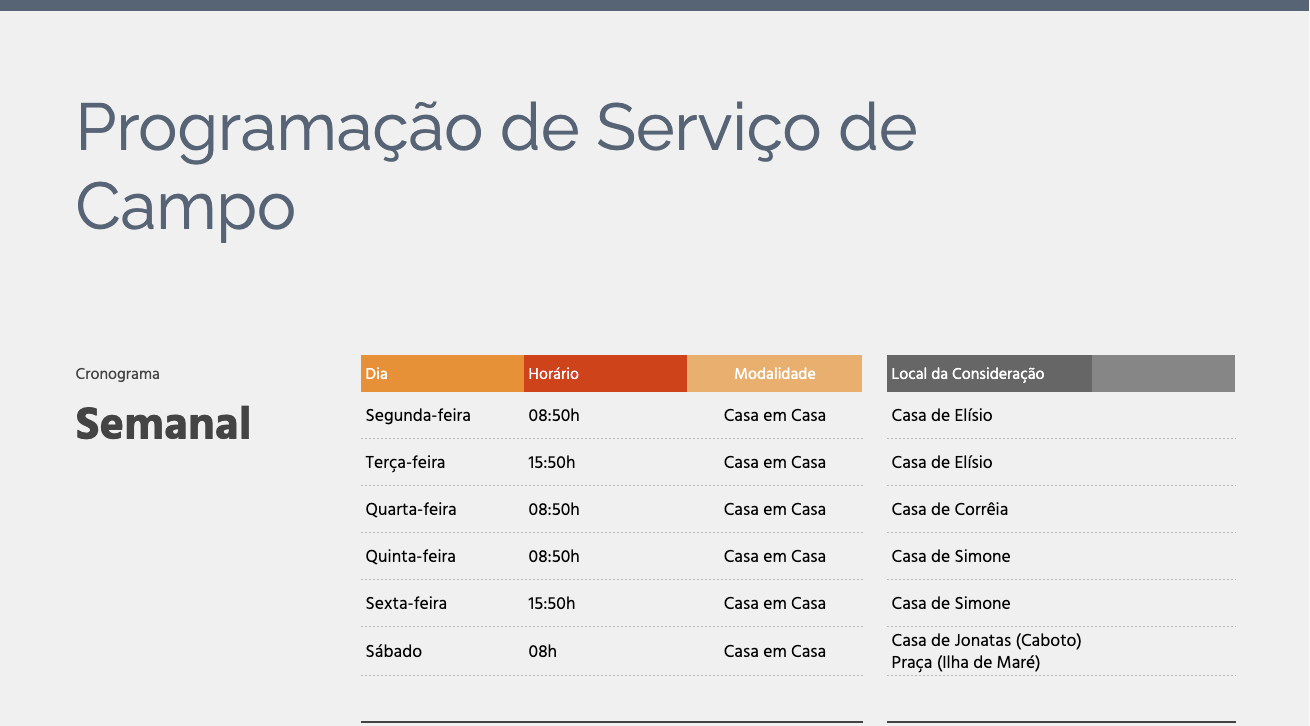 Programação de Serviço de
Campo
Cronograma
Semanal
Dia Horário Modalidade Local da Consideração
Segunda-feira 08:50h Casa em Casa Casa de Elísio
Terça-feira 15:50h Casa em Casa Casa de Elísio
Quarta-feira 08:50h Casa em Casa Casa de Corrêia
Quinta-feira 08:50h Casa em Casa Casa de Simone
Sexta-feira 15:50h Casa em Casa Casa de Simone
Sábado 08h Casa em Casa Casa de Jonatas (Caboto)
Praça (Ilha de Maré)